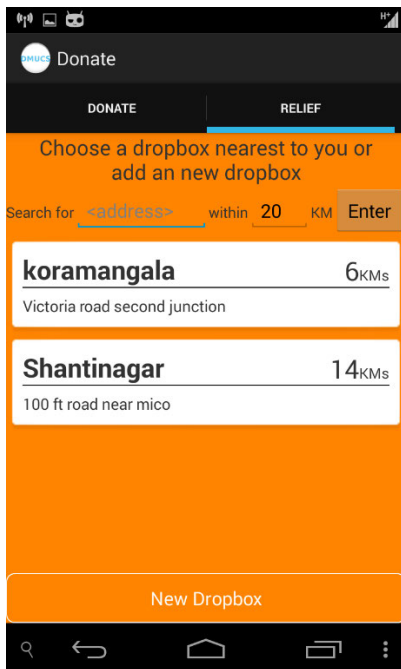 H+
DMUCS Donate
DONATE RELIEF
Choose a dropbox nearest to you or
add an new dropbox
Search for <address> within 20 KM Enter
koramangala 6KMs
Victoria road second junction
Shantinagar 14KMs
100 ft road near mico
New Dropbox